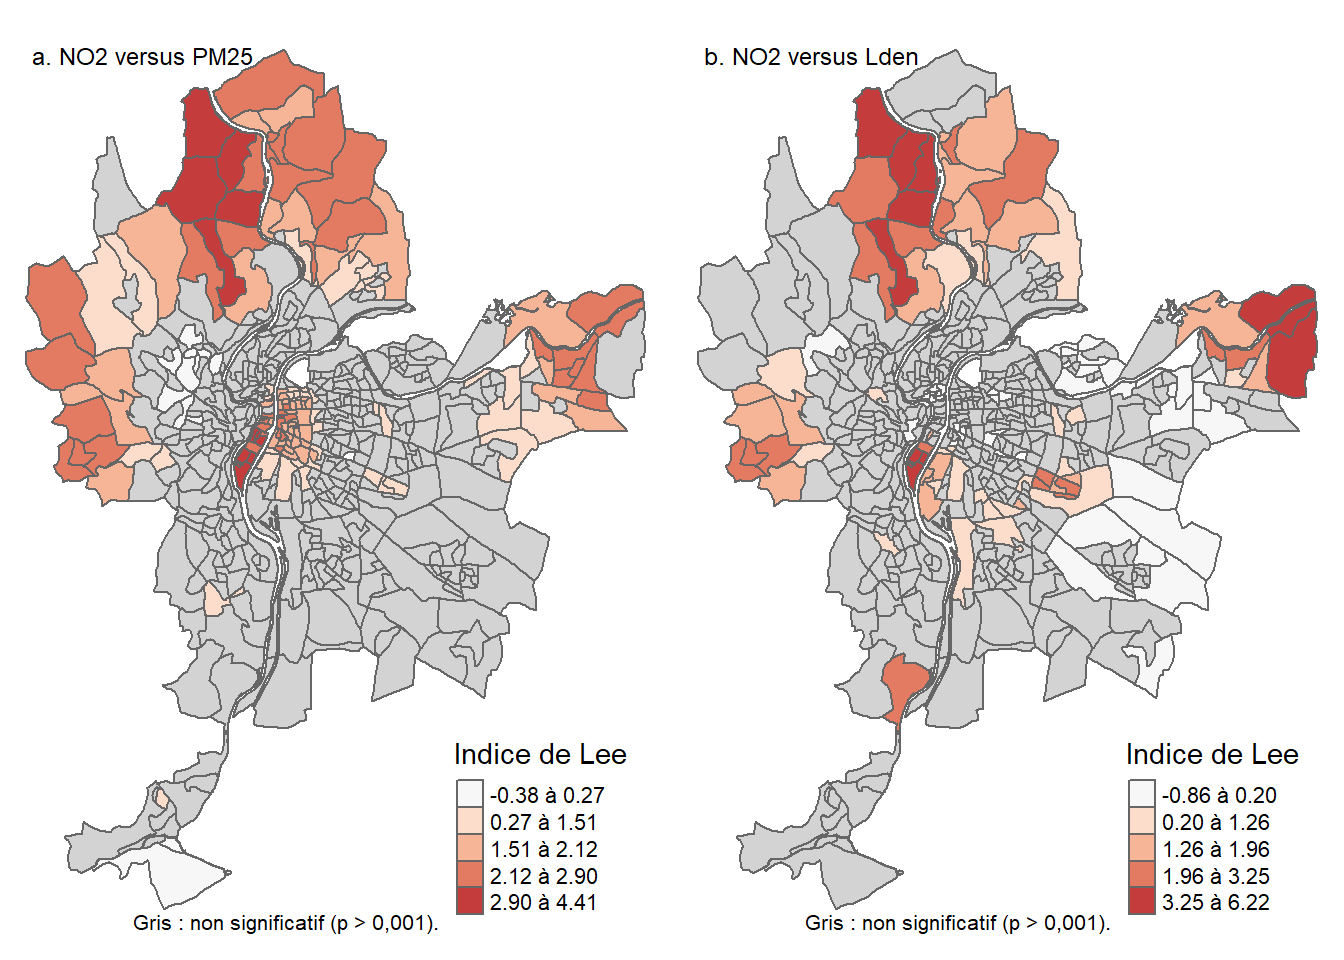 a. NO2 versus PM25
b. NO2 versus Lden
Indice de Lee
-0.38 à 0.27
0.27 à 1.51
1.51 à 2.12
2.12 à 2.90
2.90 à 4.41
Gris : non significatif (p > 0,001).
Indice de Lee
-0.86 à 0.20
0.20 à 1.26
1.26 à 1.96
1.96 à 3.25
3.25 à 6.22
Gris : non significatif (p > 0,001).